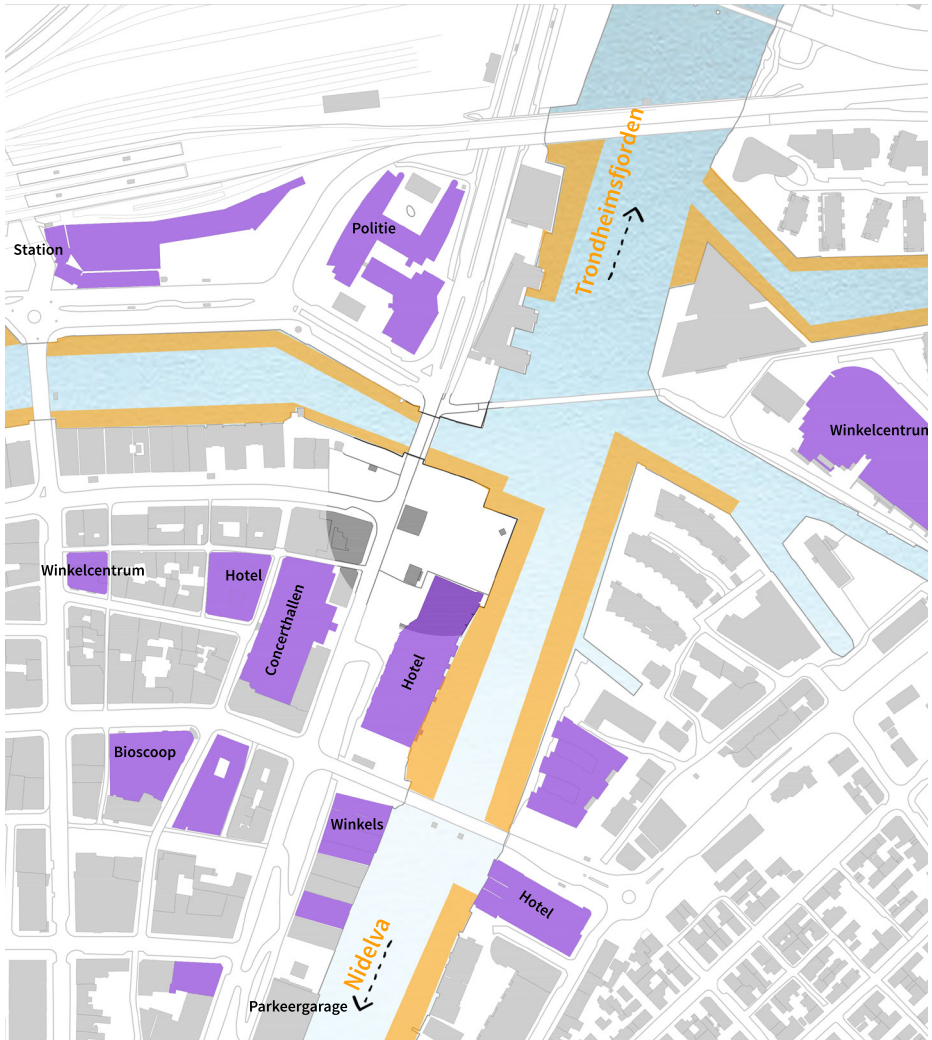 Trondheimsfjorden
Politie
Station
Winkelcentrum
Winkelcentrum
Hotel
Concerthallen
Hotel
Bioscoop
Winkels
Hotel
Nidelva
Parkeergarage